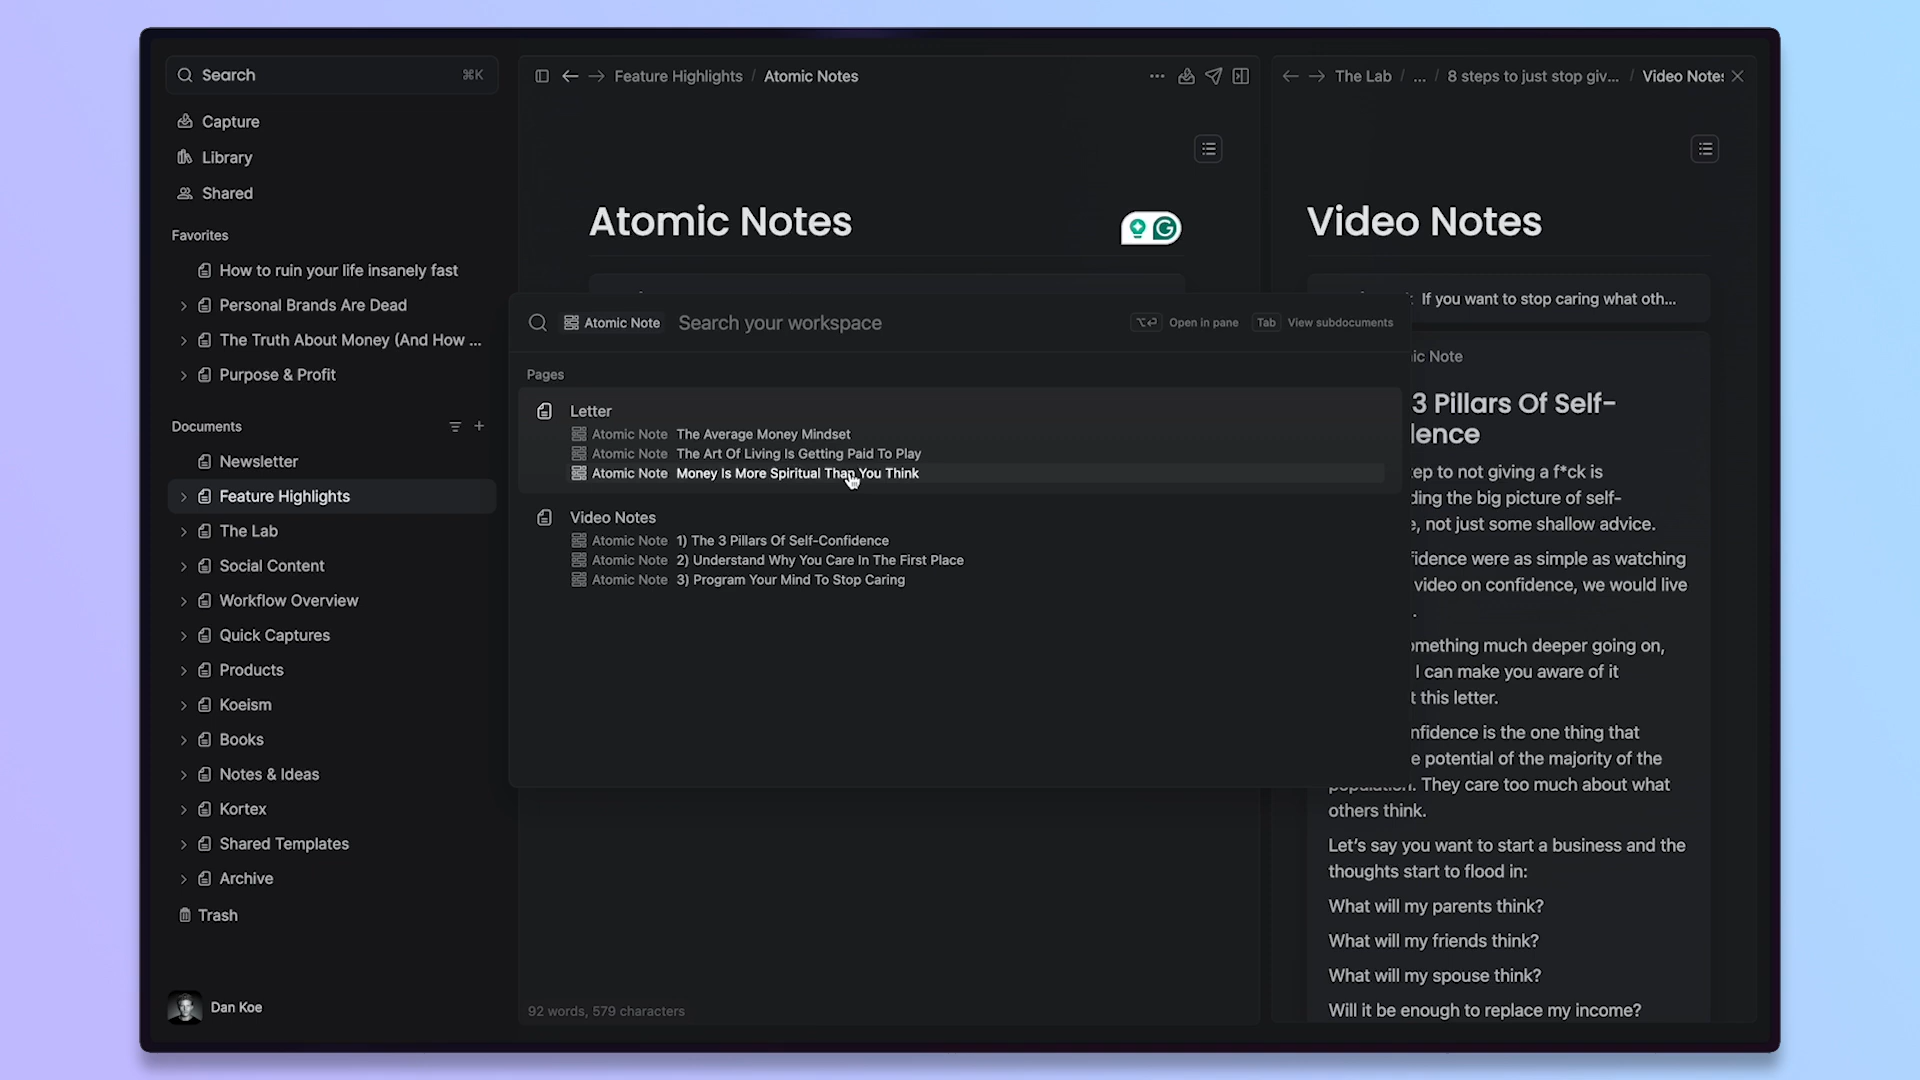 Search ⌘K
Capture
Library
Shared
Favorites
How to ruin your life insanely fast
Personal Brands Are Dead
The Truth About Money (And How ...
Purpose & Profit
Documents
Newsletter
Feature Highlights
The Lab
Social Content
Workflow Overview
Quick Captures
Products
Koeism
Books
Notes & Ideas
Kortex
Shared Templates
Archive
Trash
Dan Koe
Feature Highlights / Atomic Notes
Atomic Notes
Atomic Note Search your workspace ⌥⏎ Open in pane Tab View subdocuments
Pages
Letter
Atomic Note The Average Money Mindset
Atomic Note The Art Of Living Is Getting Paid To Play
Atomic Note Money Is More Spiritual Than You Think
Video Notes
Atomic Note 1) The 3 Pillars Of Self-Confidence
Atomic Note 2) Understand Why You Care In The First Place
Atomic Note 3) Program Your Mind To Stop Caring
92 words, 579 characters
The Lab / ... / 8 steps to just stop giv... / Video Notes
Video Notes
If you want to stop caring what oth...
ic Note
3 Pillars Of Self-
lence
ep to not giving a f*ck is
ding the big picture of self-
e, not just some shallow advice.
fidence were as simple as watching
video on confidence, we would live
.
omething much deeper going on,
I can make you aware of it
t this letter.
nfidence is the one thing that
e potential of the majority of the
population. They care too much about what
others think.
Let's say you want to start a business and the
thoughts start to flood in:
What will my parents think?
What will my friends think?
What will my spouse think?
Will it be enough to replace my income?